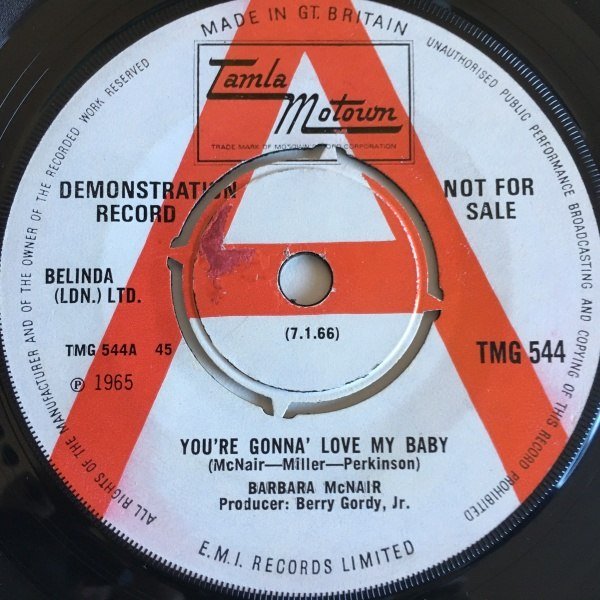 MADE IN GT. BRITAIN
ALL RIGHTS OF THE MANUFACTURER AND OF THE OWNER OF THE RECORDED WORK RESERVED
UNAUTHORISED PUBLIC PERFORMANCE BROADCASTING AND COPYING OF THIS RECORD PROHIBITED
Tamla
Motown
TRADE MARK OF MOTOWN RECORD CORPORATION
DEMONSTRATION
RECORD
NOT FOR
SALE
BELINDA
(LDN.) LTD.
(7.1.66)
TMG 544A 45
TMG 544
Ⓟ 1965
YOU'RE GONNA' LOVE MY BABY
(McNair—Miller—Perkinson)
BARBARA McNAIR
Producer: Berry Gordy, Jr.
E.M.I. RECORDS LIMITED
A